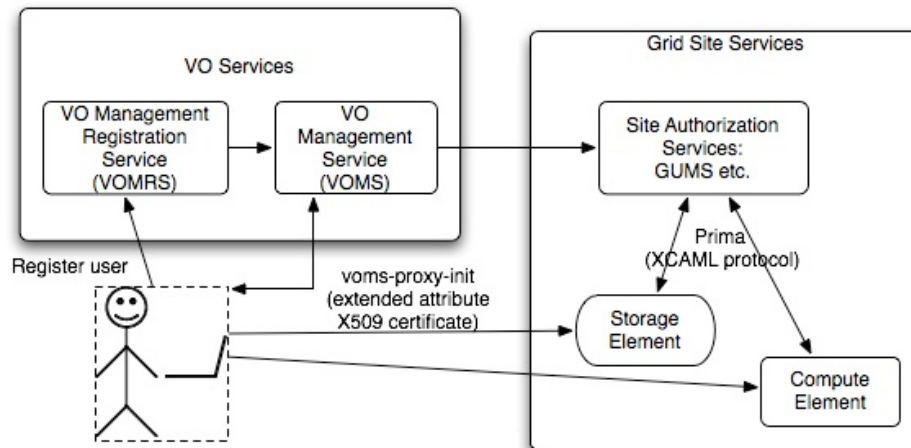 VO Services
VO Management
Registration
Service
(VOMRS)
VO
Management
Service
(VOMS)
Grid Site Services
Site Authorization
Services:
GUMS etc.
Prima
(XCAML protocol)
Register user
voms-proxy-init
(extended attribute
X509 certificate)
Storage
Element
Compute
Element